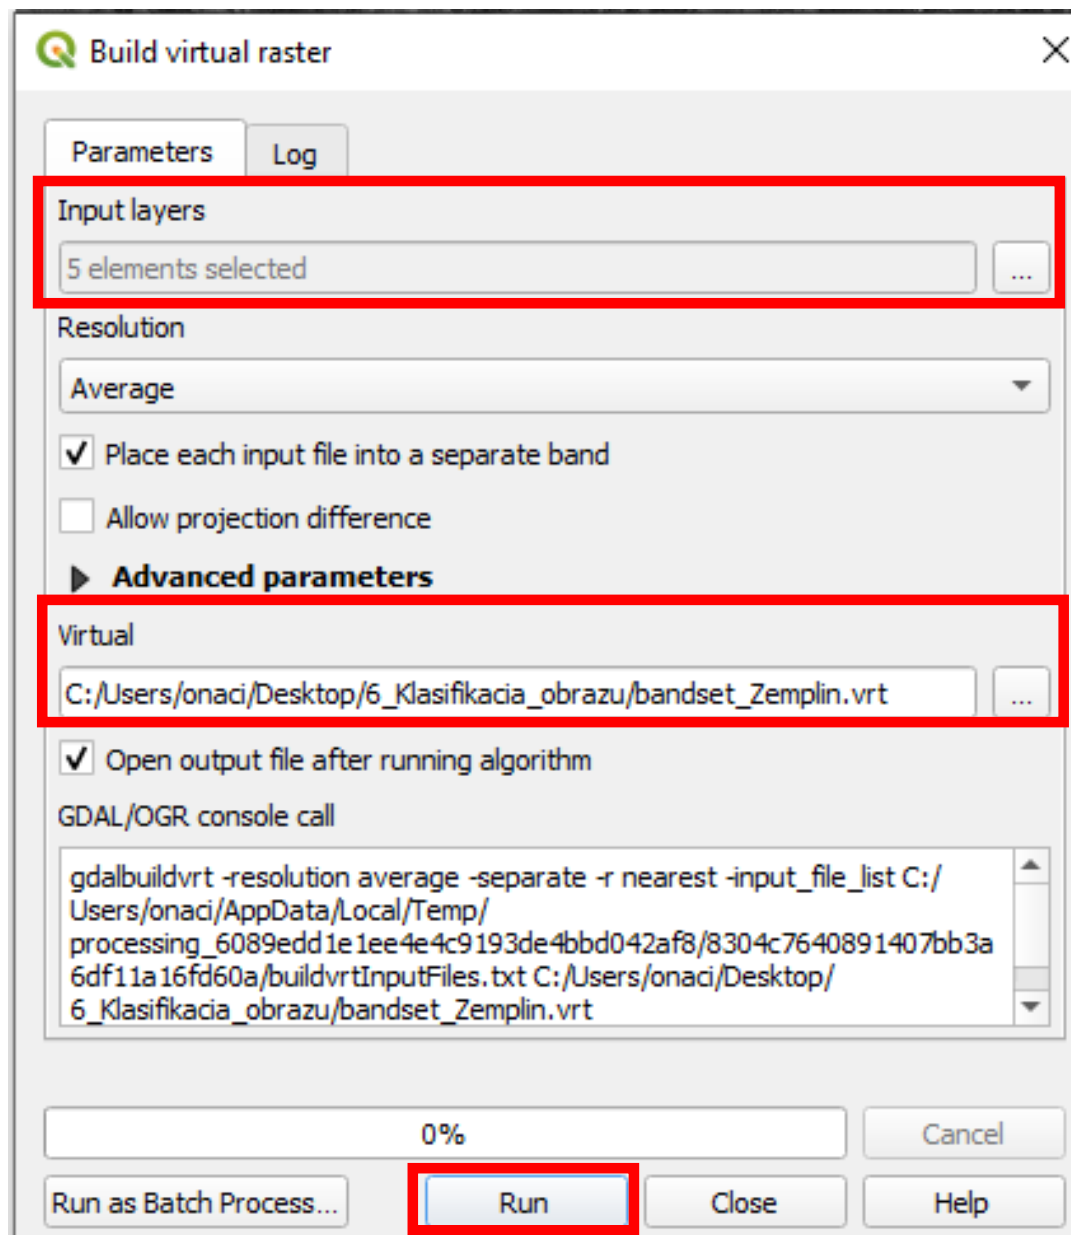 Build virtual raster
Parameters
Log
Input layers
5 elements selected
...
Resolution
Average
Place each input file into a separate band
Allow projection difference
Advanced parameters
Virtual
C:/Users/onaci/Desktop/6_Klasifikacia_obrazu/bandset_Zemplin.vrt
...
Open output file after running algorithm
GDAL/OGR console call
gdalbuildvrt -resolution average -separate -r nearest -input_file_list C:/
Users/onaci/AppData/Local/Temp/
processing_6089edd1e1ee4e4c9193de4bbd042af8/8304c7640891407bb3a
6df11a16fd60a/buildvrtInputFiles.txt C:/Users/onaci/Desktop/
6_Klasifikacia_obrazu/bandset_Zemplin.vrt
0%
Cancel
Run as Batch Process...
Run
Close
Help